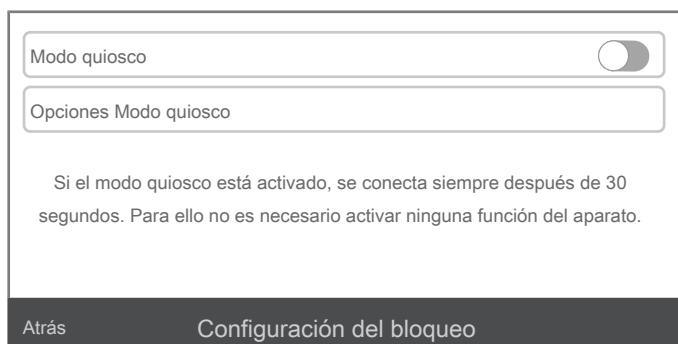 Modo quiosco
Opciones Modo quiosco
Si el modo quiosco está activado, se conecta siempre después de 30
segundos. Para ello no es necesario activar ninguna función del aparato.
Atrás Configuración del bloqueo